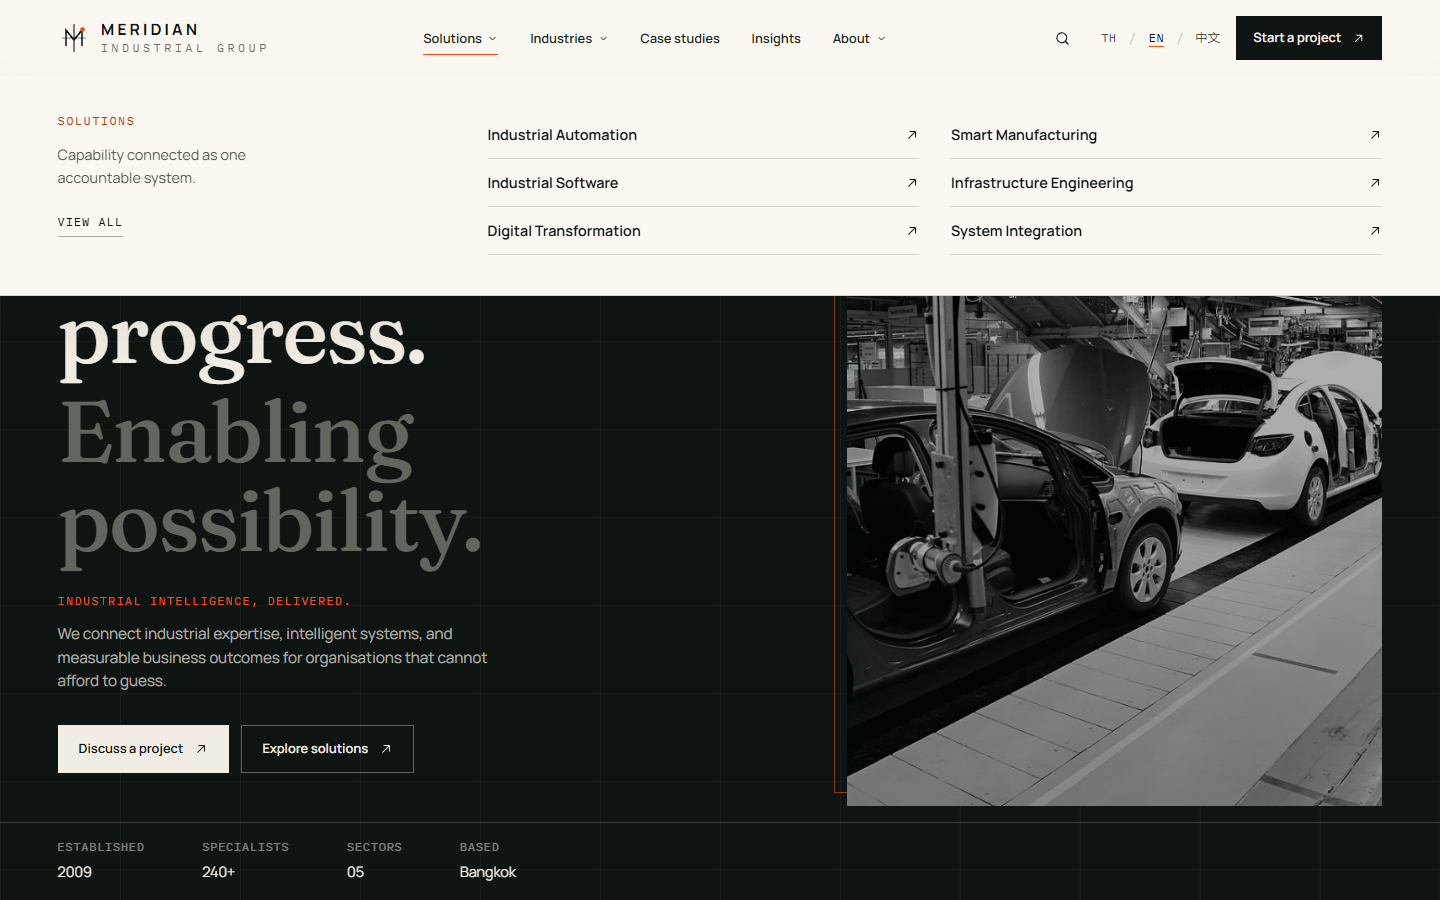 MERIDIAN
INDUSTRIAL GROUP
Solutions
Industries
Case studies
Insights
About
TH / EN / 中文
Start a project
SOLUTIONS
Capability connected as one
accountable system.
VIEW ALL
Industrial Automation
Smart Manufacturing
Industrial Software
Infrastructure Engineering
Digital Transformation
System Integration
progress.
Enabling
possibility.
INDUSTRIAL INTELLIGENCE, DELIVERED.
We connect industrial expertise, intelligent systems, and
measurable business outcomes for organisations that cannot
afford to guess.
Discuss a project
Explore solutions
ESTABLISHED
2009
SPECIALISTS
240+
SECTORS
05
BASED
Bangkok